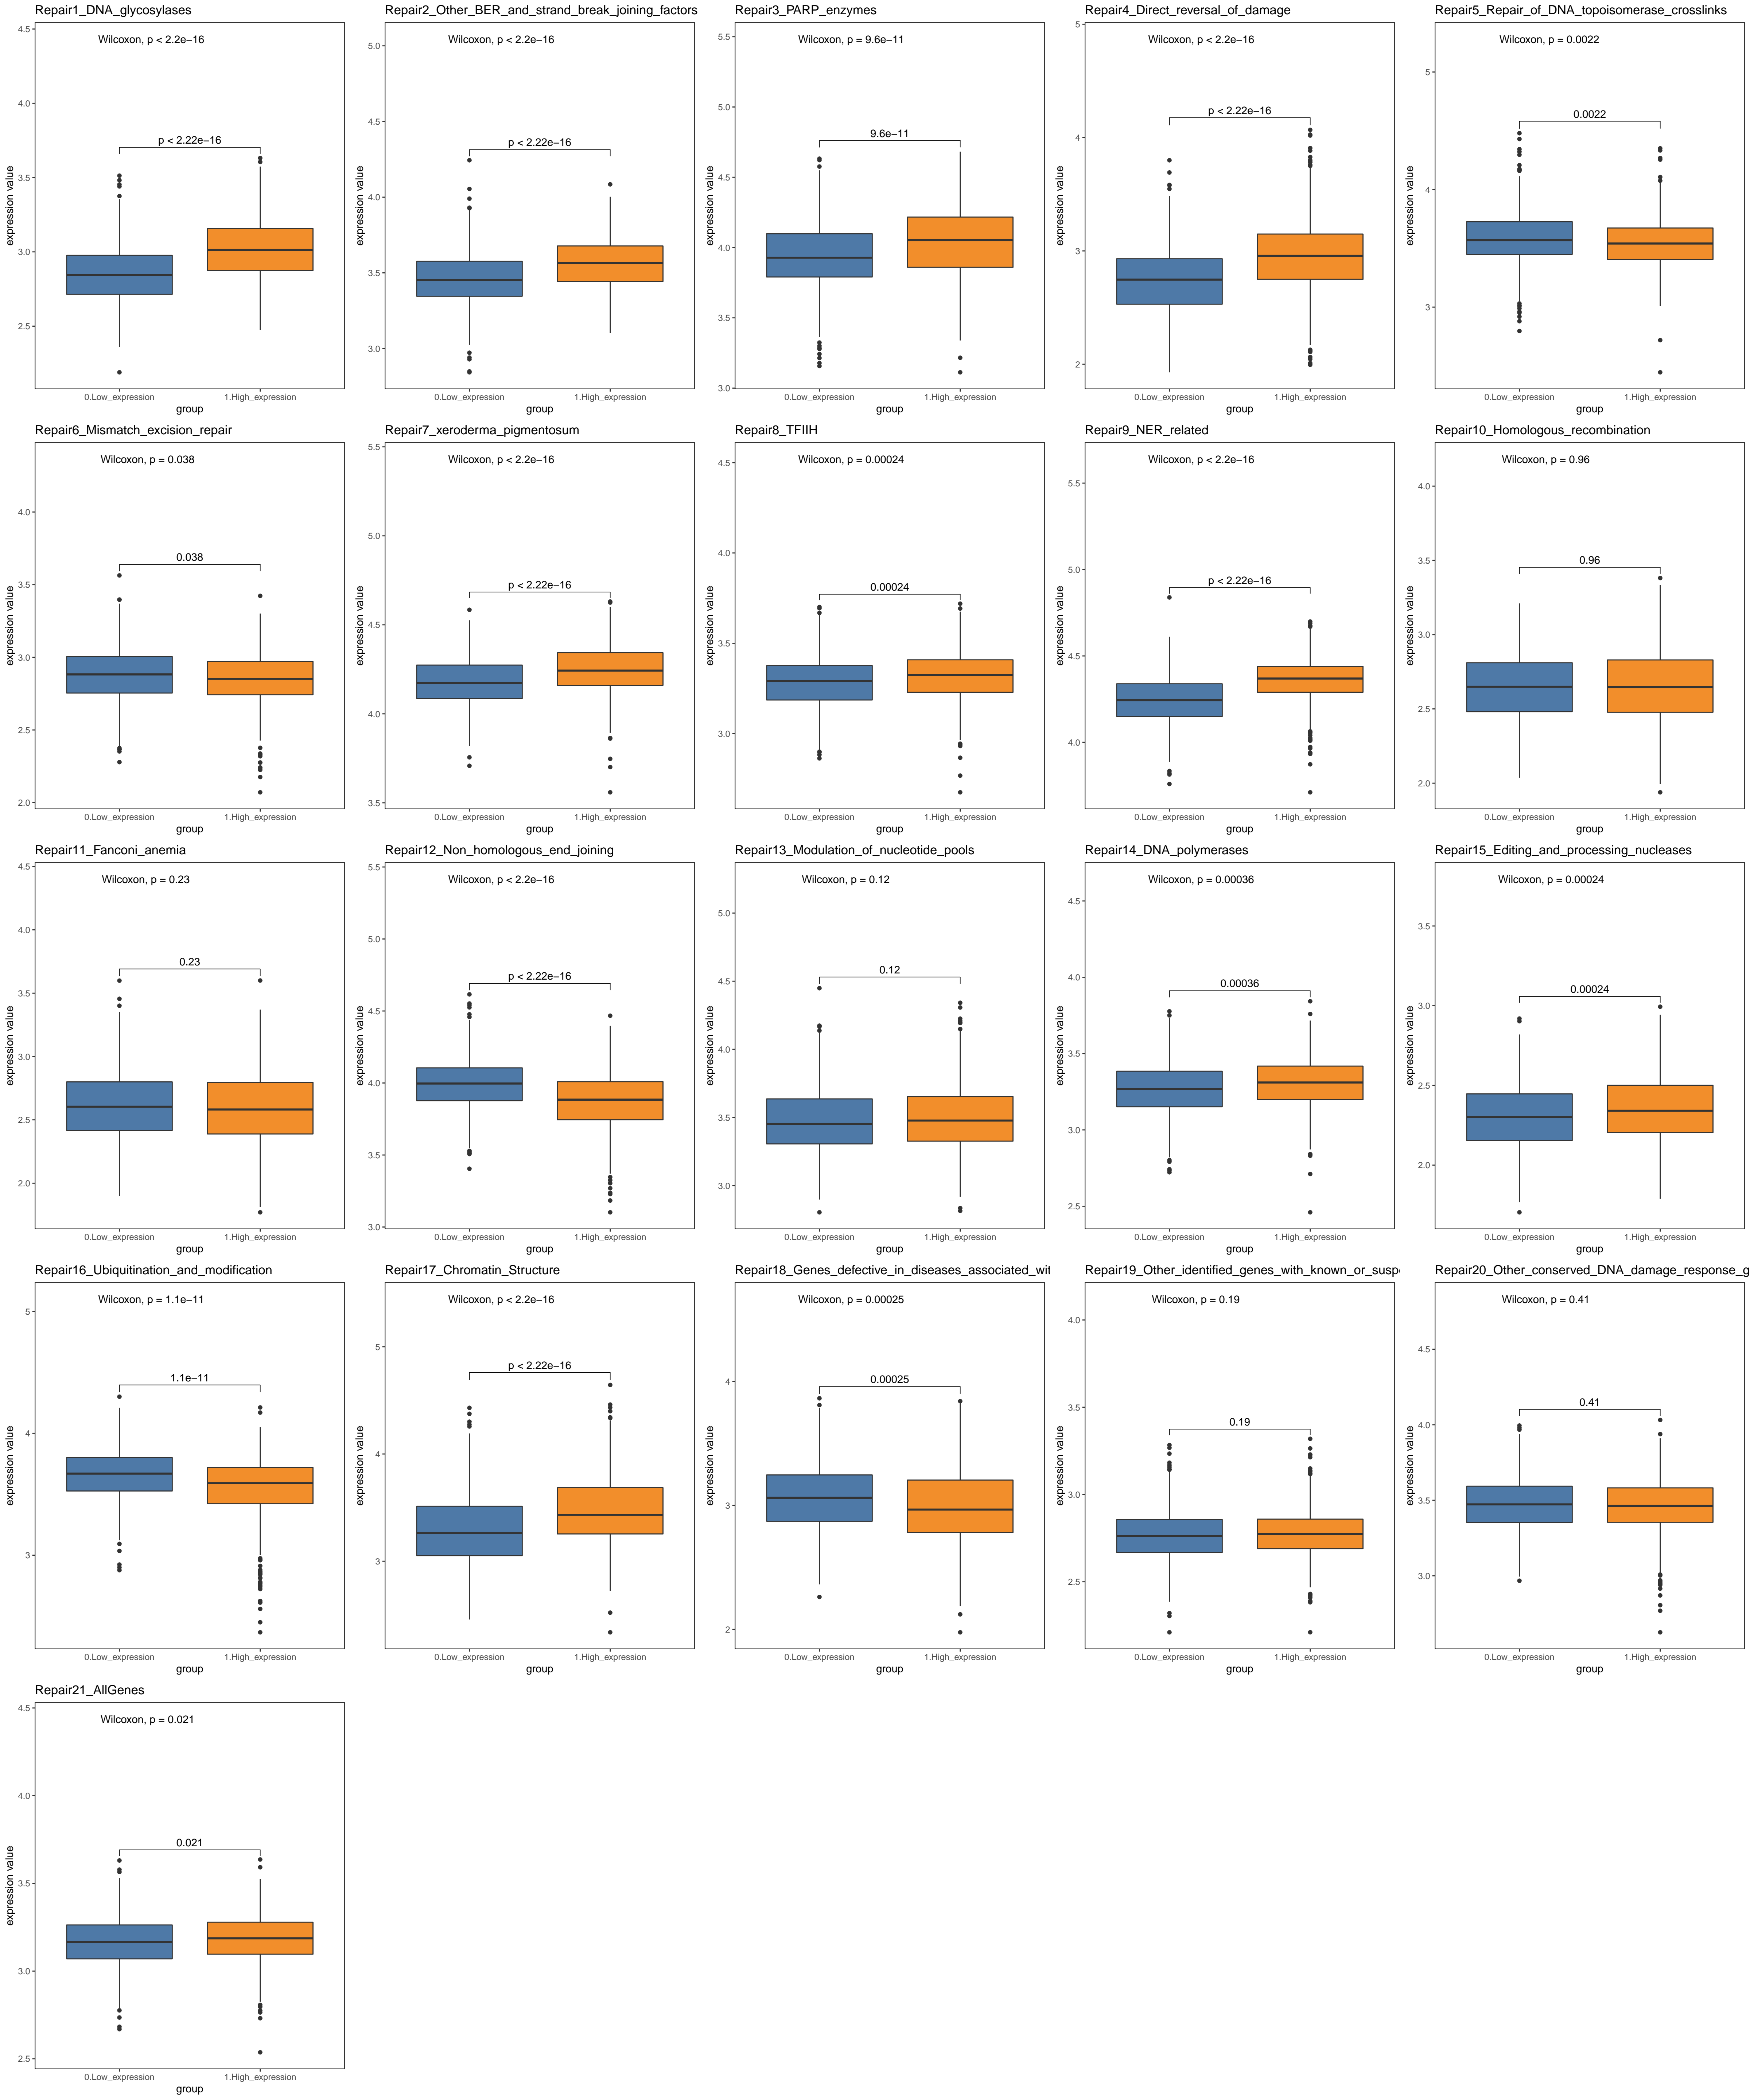 Repair1_DNA_glycosylases
Wilcoxon, p < 2.2e−16
p < 2.22e−16
4.5
4.0
3.5
3.0
2.5
expression value
0.Low_expression
1.High_expression
group
Repair2_Other_BER_and_strand_break_joining_factors
Wilcoxon, p < 2.2e−16
p < 2.22e−16
5.0
4.5
4.0
3.5
3.0
expression value
0.Low_expression
1.High_expression
group
Repair3_PARP_enzymes
Wilcoxon, p = 9.6e−11
9.6e−11
5.5
5.0
4.5
4.0
3.5
3.0
expression value
0.Low_expression
1.High_expression
group
Repair4_Direct_reversal_of_damage
Wilcoxon, p < 2.2e−16
p < 2.22e−16
5
4
3
2
expression value
0.Low_expression
1.High_expression
group
Repair5_Repair_of_DNA_topoisomerase_crosslinks
Wilcoxon, p = 0.0022
0.0022
5
4
3
expression value
0.Low_expression
1.High_expression
group
Repair6_Mismatch_excision_repair
Wilcoxon, p = 0.038
0.038
4.0
3.5
3.0
2.5
2.0
expression value
0.Low_expression
1.High_expression
group
Repair7_xeroderma_pigmentosum
Wilcoxon, p < 2.2e−16
p < 2.22e−16
5.5
5.0
4.5
4.0
3.5
expression value
0.Low_expression
1.High_expression
group
Repair8_TFIIH
Wilcoxon, p = 0.00024
0.00024
4.5
4.0
3.5
3.0
expression value
0.Low_expression
1.High_expression
group
Repair9_NER_related
Wilcoxon, p < 2.2e−16
p < 2.22e−16
5.5
5.0
4.5
4.0
expression value
0.Low_expression
1.High_expression
group
Repair10_Homologous_recombination
Wilcoxon, p = 0.96
0.96
4.0
3.5
3.0
2.5
2.0
expression value
0.Low_expression
1.High_expression
group
Repair11_Fanconi_anemia
Wilcoxon, p = 0.23
0.23
4.5
4.0
3.5
3.0
2.5
2.0
expression value
0.Low_expression
1.High_expression
group
Repair12_Non_homologous_end_joining
Wilcoxon, p < 2.2e−16
p < 2.22e−16
5.5
5.0
4.5
4.0
3.5
3.0
expression value
0.Low_expression
1.High_expression
group
Repair13_Modulation_of_nucleotide_pools
Wilcoxon, p = 0.12
0.12
5.0
4.5
4.0
3.5
3.0
expression value
0.Low_expression
1.High_expression
group
Repair14_DNA_polymerases
Wilcoxon, p = 0.00036
0.00036
4.5
4.0
3.5
3.0
2.5
expression value
0.Low_expression
1.High_expression
group
Repair15_Editing_and_processing_nucleases
Wilcoxon, p = 0.00024
0.00024
3.5
3.0
2.5
2.0
expression value
0.Low_expression
1.High_expression
group
Repair16_Ubiquitination_and_modification
Wilcoxon, p = 1.1e−11
1.1e−11
5
4
3
expression value
0.Low_expression
1.High_expression
group
Repair17_Chromatin_Structure
Wilcoxon, p < 2.2e−16
p < 2.22e−16
5
4
3
expression value
0.Low_expression
1.High_expression
group
Repair18_Genes_defective_in_diseases_associated_wit
Wilcoxon, p = 0.00025
0.00025
4
3
2
expression value
0.Low_expression
1.High_expression
group
Repair19_Other_identified_genes_with_known_or_susp
Wilcoxon, p = 0.19
0.19
4.0
3.5
3.0
2.5
expression value
0.Low_expression
1.High_expression
group
Repair20_Other_conserved_DNA_damage_response_g
Wilcoxon, p = 0.41
0.41
4.5
4.0
3.5
3.0
expression value
0.Low_expression
1.High_expression
group
Repair21_AllGenes
Wilcoxon, p = 0.021
0.021
4.5
4.0
3.5
3.0
2.5
expression value
0.Low_expression
1.High_expression
group